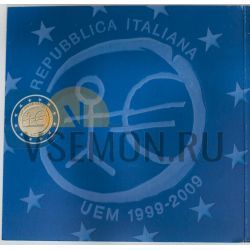 REPUBBLICA ITALIANA
VSEMON.RU
UEM 1999-2009